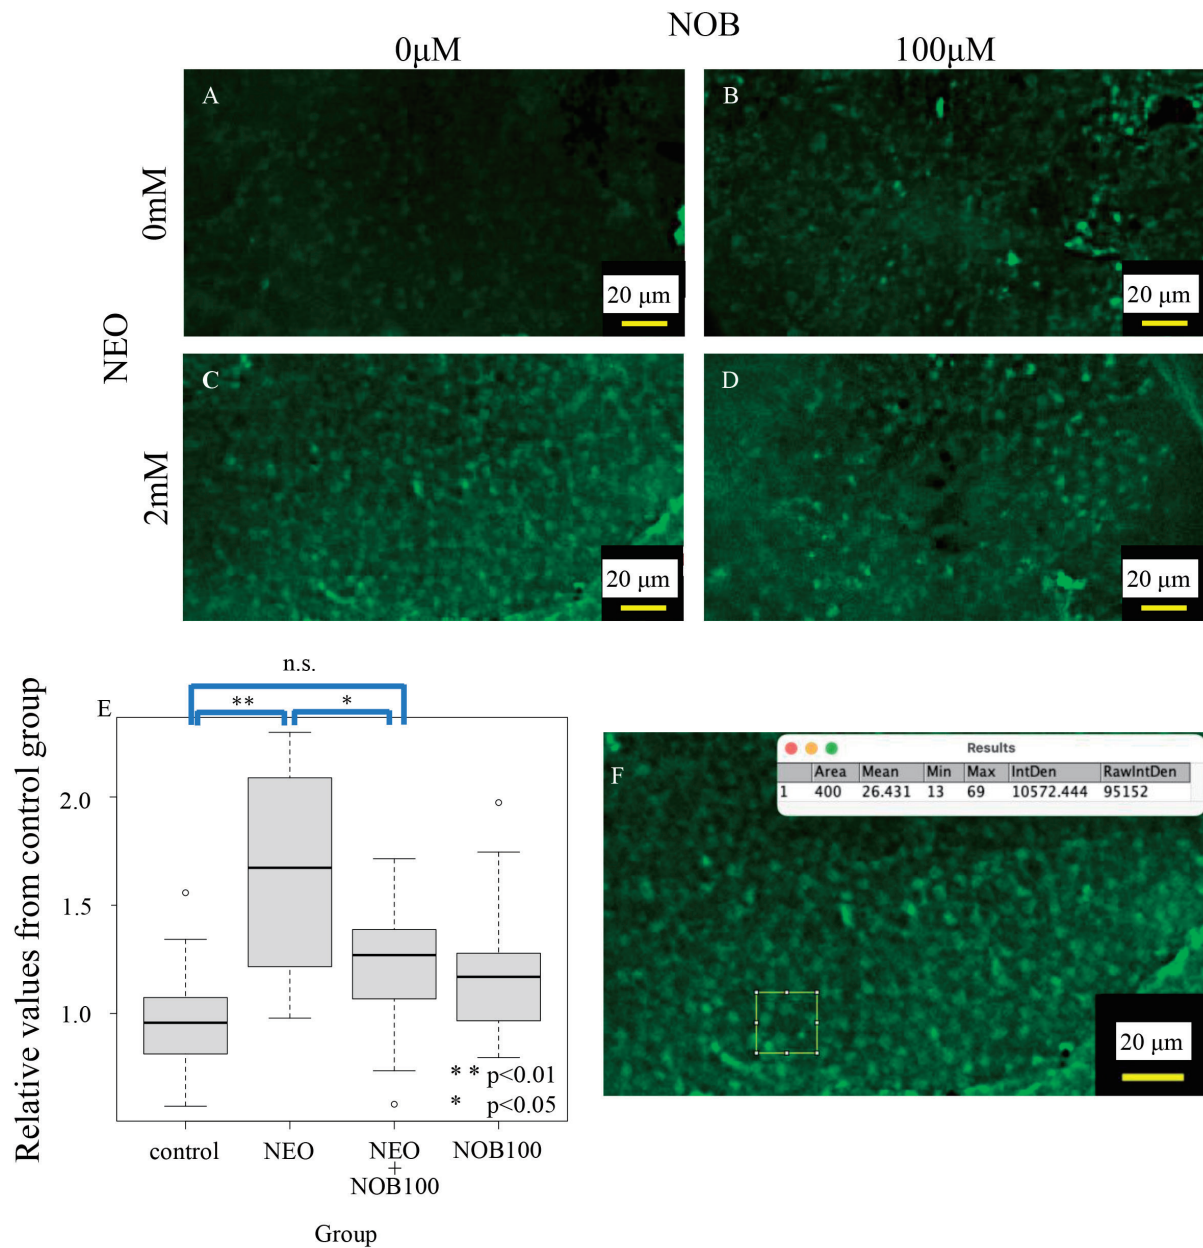 NOB
0μM 100μM
NEO
0mM
2mM
A
20 μm
B
20 μm
C
20 μm
D
20 μm
E
n.s.
** *
Relative values from control group
2.0
1.5
1.0
** p<0.01
* p<0.05
control NEO NEO + NOB100 NOB100
Group
F
Results
Area Mean Min Max IntDen RawIntDen
1 400 26.431 13 69 10572.444 95152
20 μm